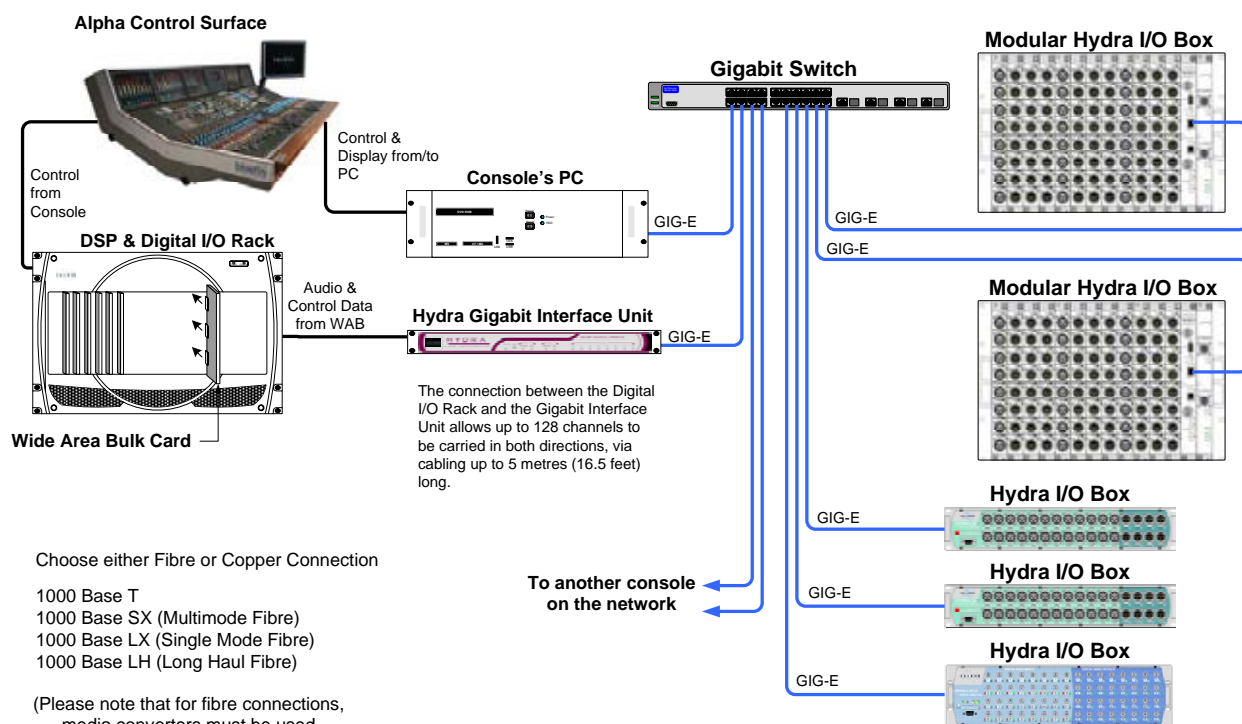 Alpha Control Surface
Modular Hydra I/O Box
Gigabit Switch
Control &
Display from/to
PC
Control
from
Console
Console's PC
GIG-E
GIG-E
GIG-E
DSP & Digital I/O Rack
Audio &
Control Data
from WAB
Hydra Gigabit Interface Unit
GIG-E
Modular Hydra I/O Box
HYDRA
The connection between the Digital
I/O Rack and the Gigabit Interface
Unit allows up to 128 channels to
be carried in both directions, via
cabling up to 5 metres (16.5 feet)
long.
Wide Area Bulk Card
Hydra I/O Box
GIG-E
Choose either Fibre or Copper Connection
1000 Base T
1000 Base SX (Multimode Fibre)
1000 Base LX (Single Mode Fibre)
1000 Base LH (Long Haul Fibre)
To another console
on the network
Hydra I/O Box
GIG-E
Hydra I/O Box
GIG-E
(Please note that for fibre connections,
media converters must be used